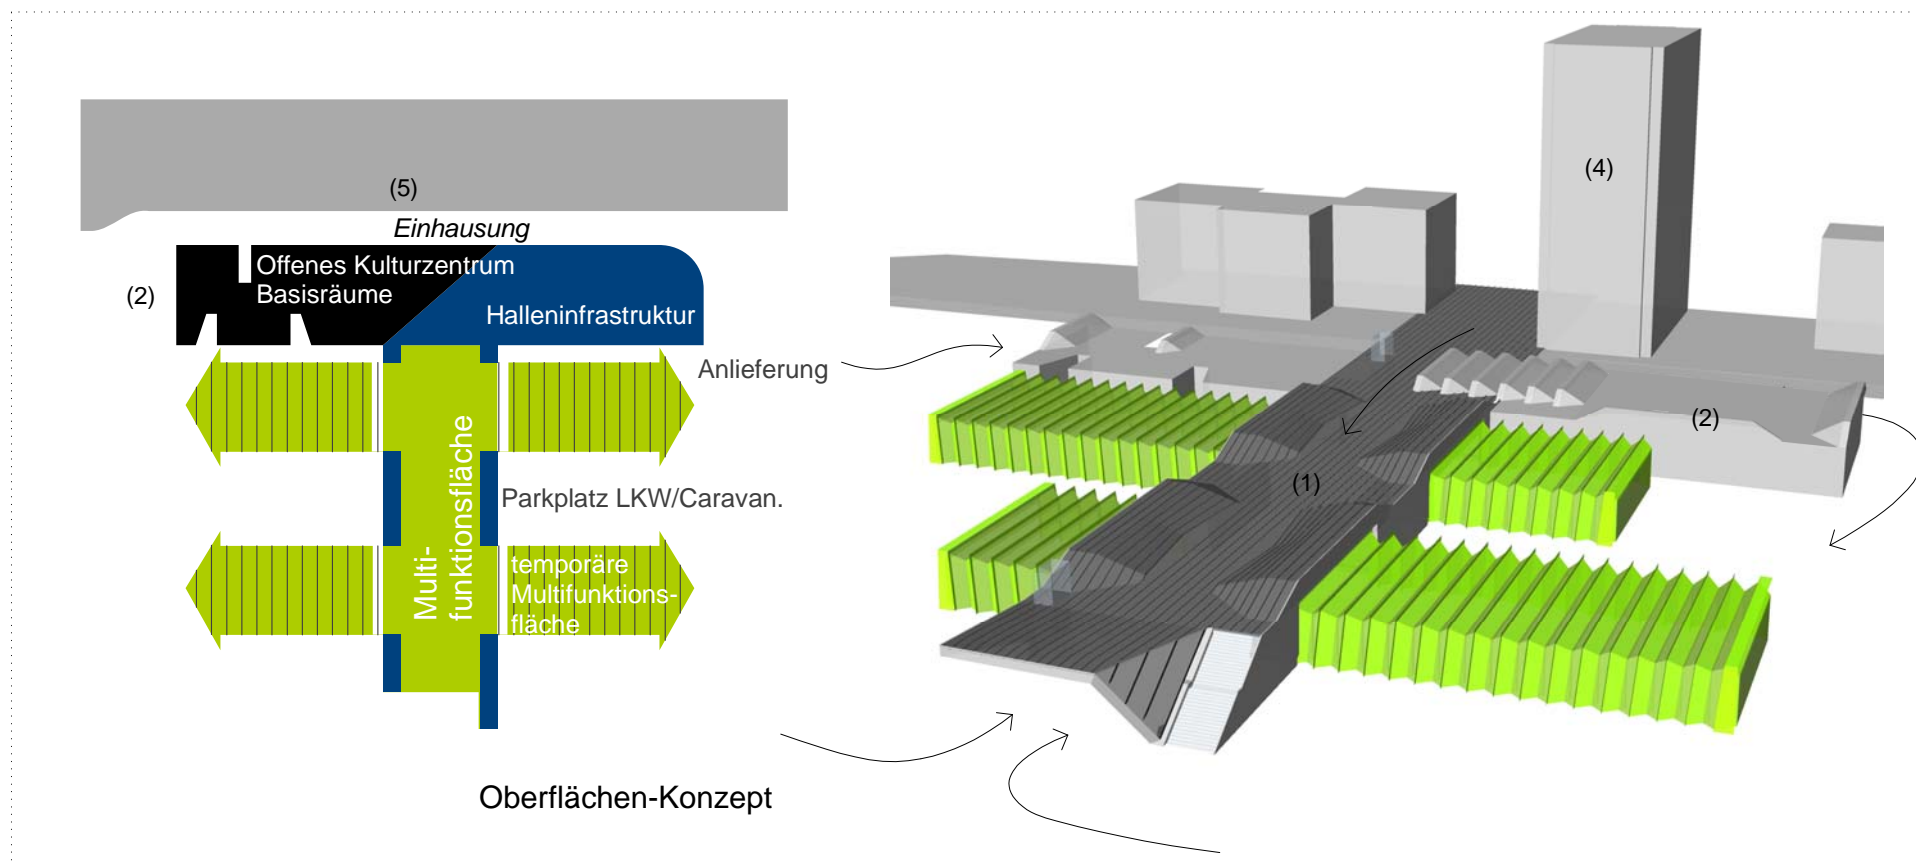 (5)
Einhausung
Offenes Kulturzentrum
Basisräume
(2)
Halleninfrastruktur
Anlieferung
Multi-
funktionsfläche
Parkplatz LKW/Caravan.
temporäre
Multifunktions-
fläche
Oberflächen-Konzept
(4)
(2)
(1)